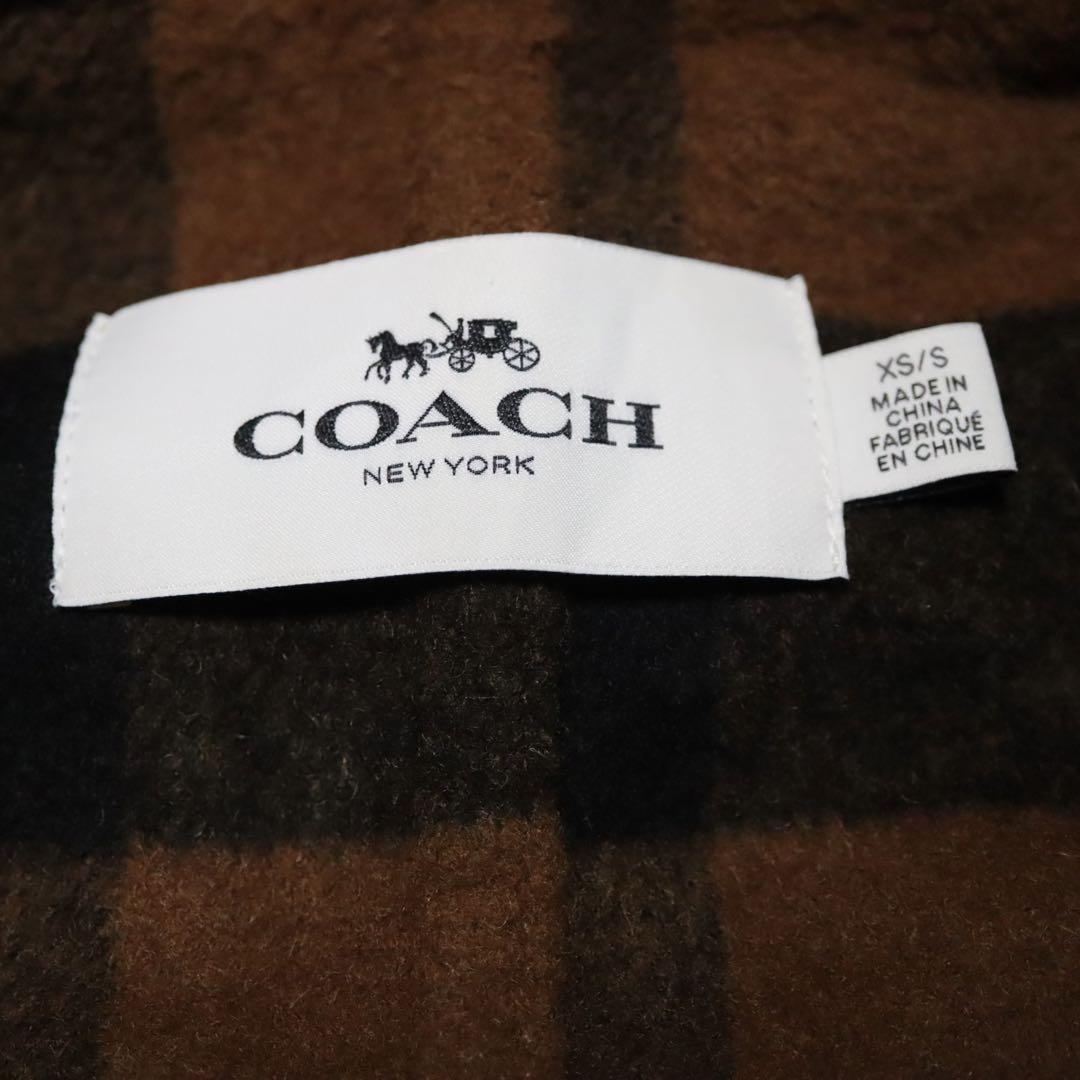 COACH
NEW YORK
XS/S
MADE IN
CHINA
FABRIQUÉ
EN CHINE